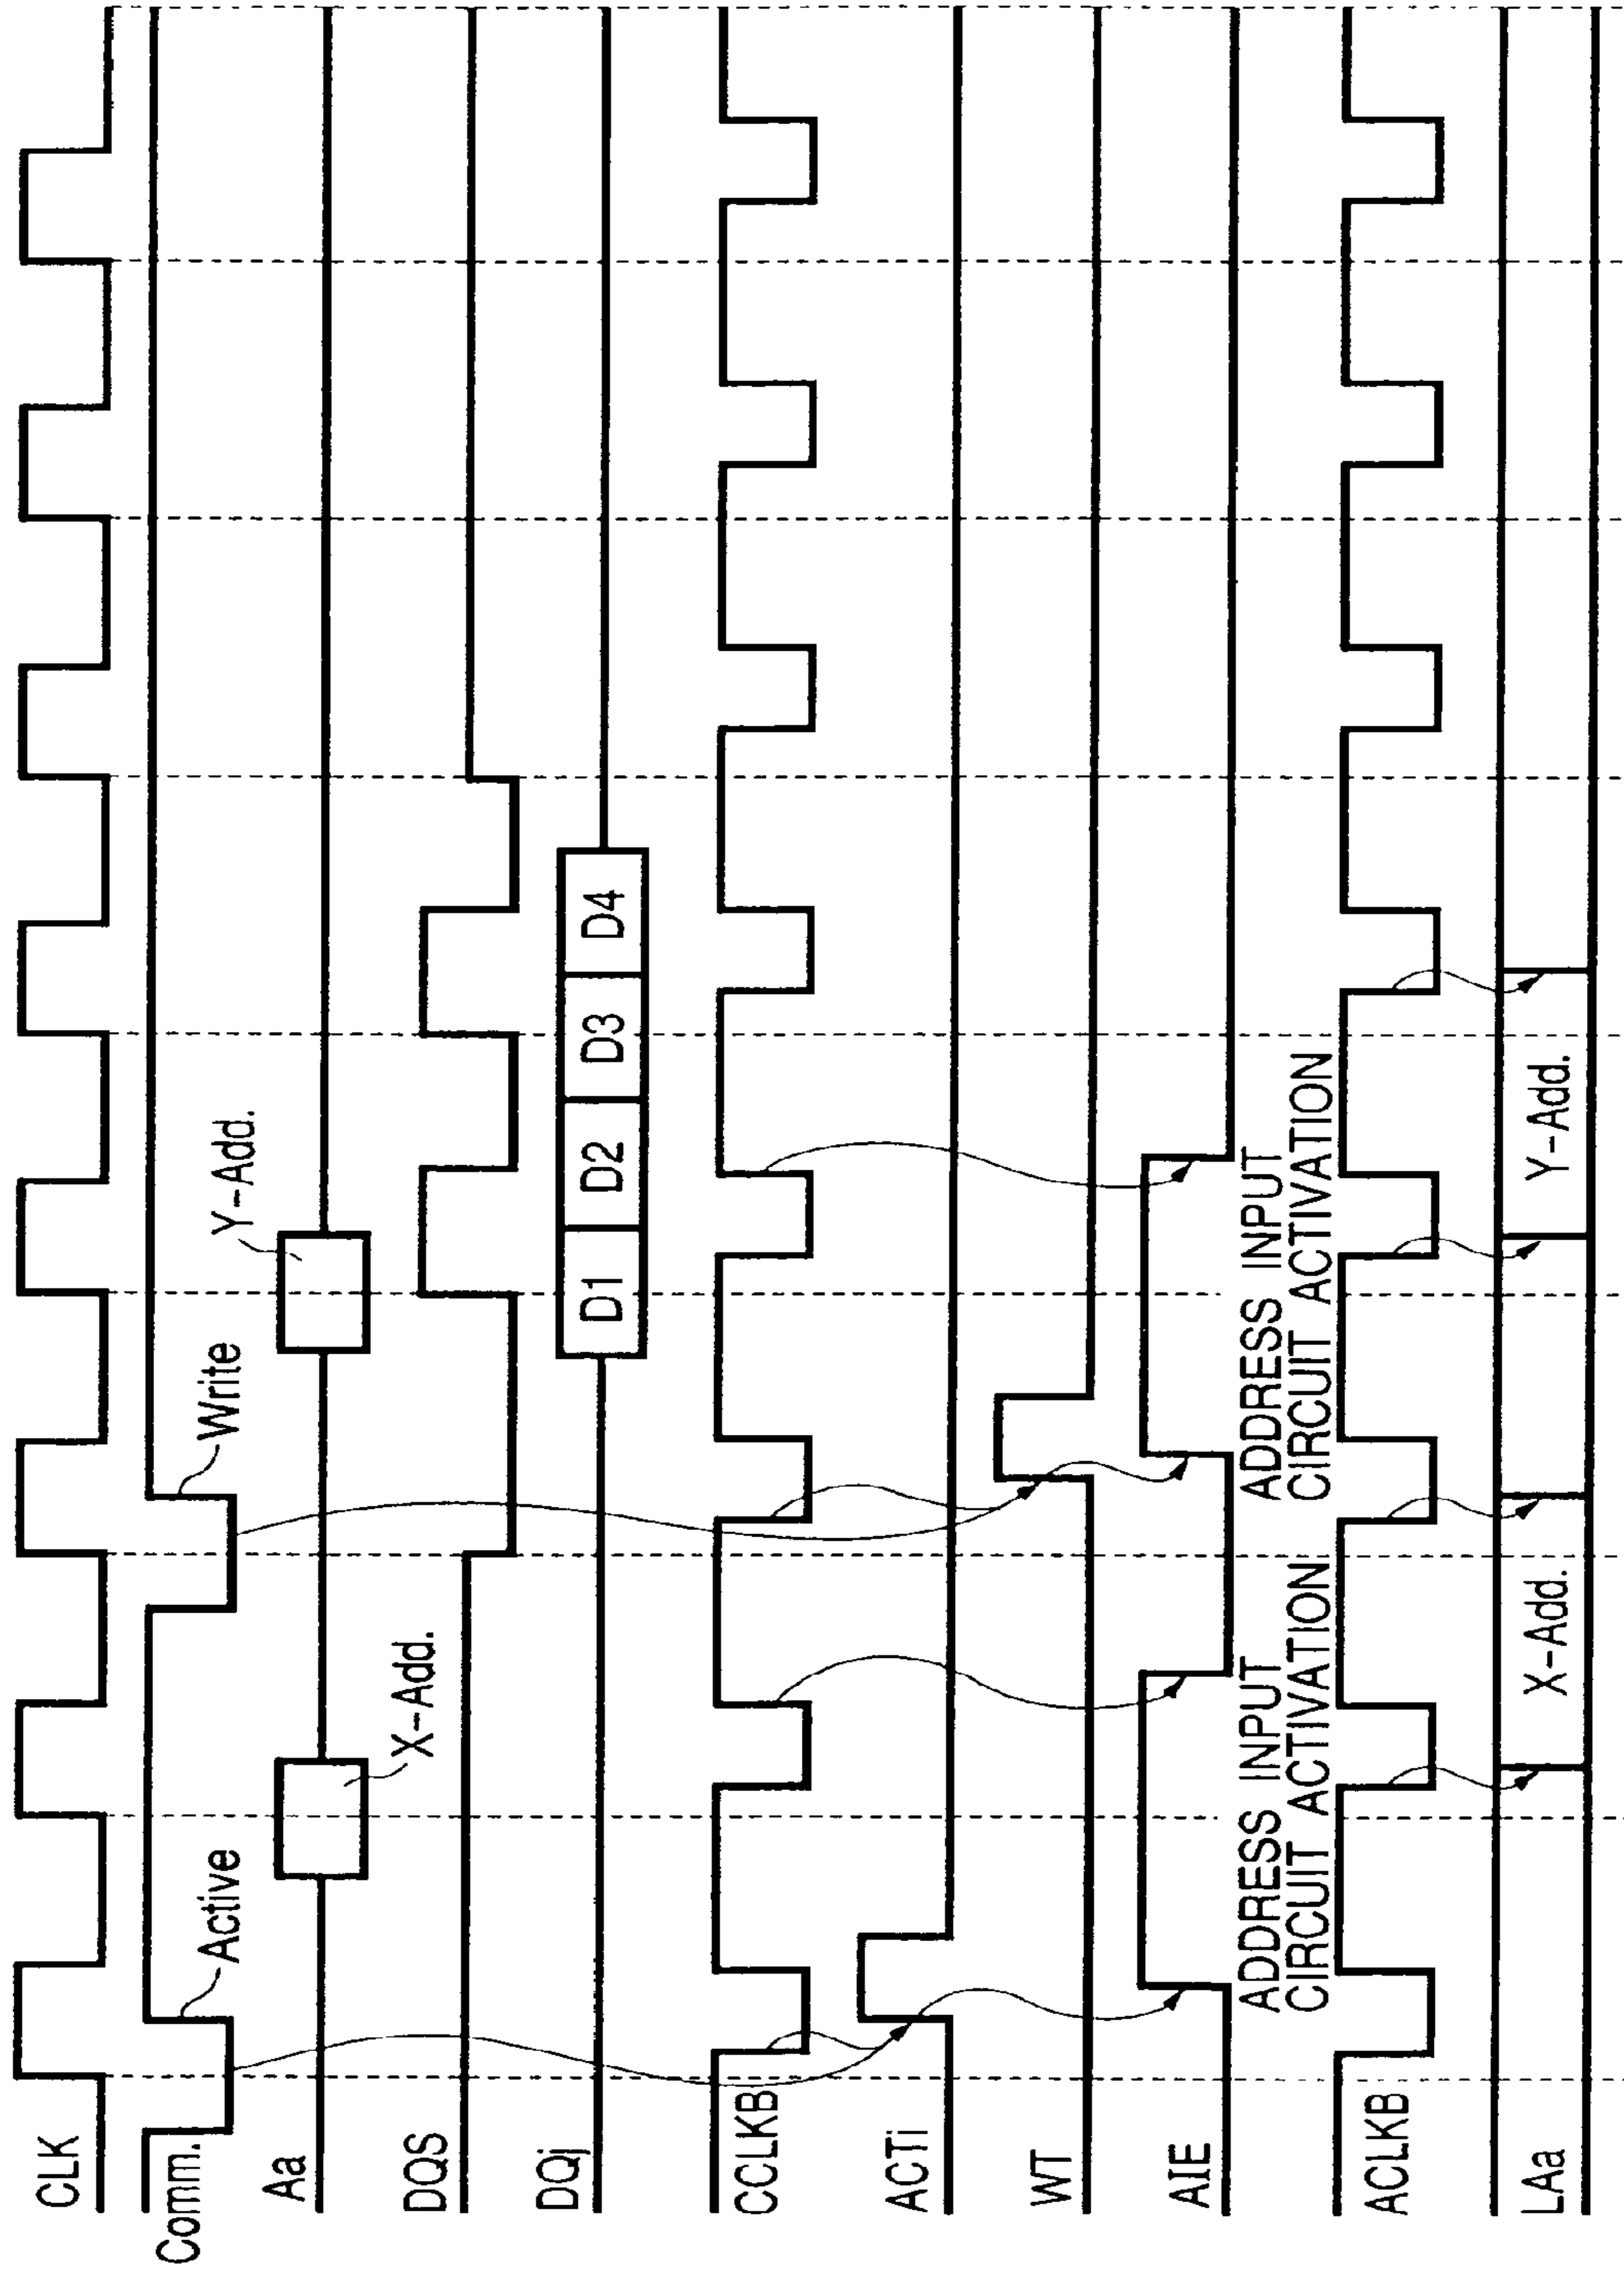 CLK
Comm.
Active
Write
Aa
X-Add.
Y-Add.
DQS
DQj
D1 D2 D3 D4
CCLKB
ACTi
WT
AIE
ADDRESS INPUT
CIRCUIT ACTIVATION
ADDRESS INPUT
CIRCUIT ACTIVATION
ACLKB
LAa
X-Add.
Y-Add.